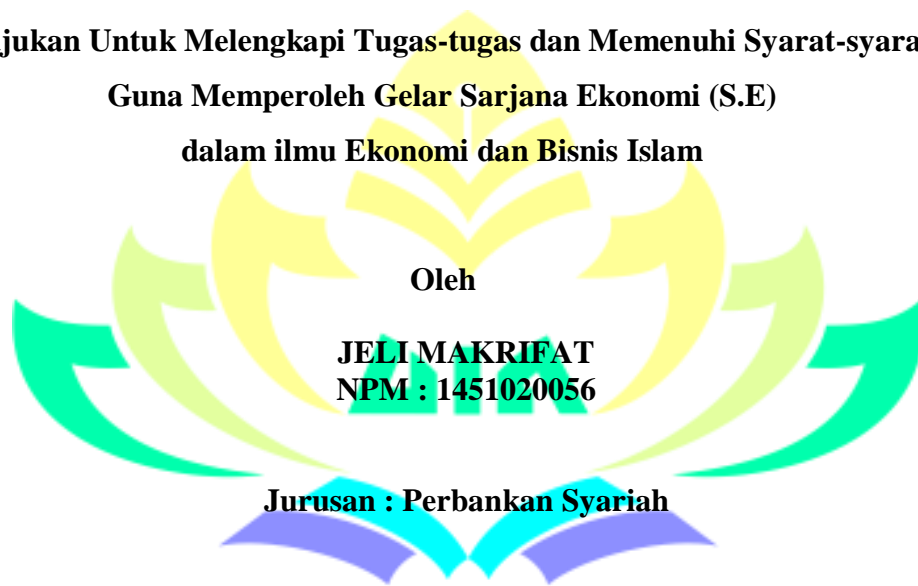 jukan Untuk Melengkapi Tugas-tugas dan Memenuhi Syarat-syara
Guna Memperoleh Gelar Sarjana Ekonomi (S.E)
dalam ilmu Ekonomi dan Bisnis Islam
Oleh
JELI MAKRIFAT
NPM : 1451020056
Jurusan : Perbankan Syariah